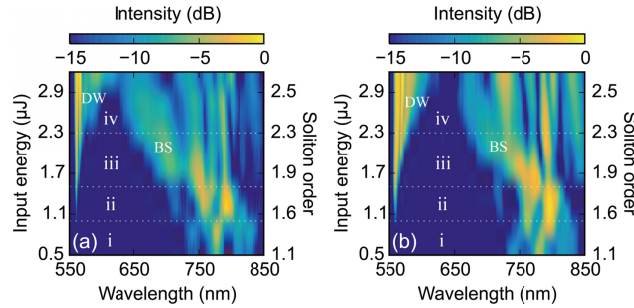 Intensity (dB)
−15 −10 −5 0
Input energy (μJ)
2.9
2.3
1.7
1.1
0.5
DW
iv
BS
iii
ii
(a)
i
2.5
2.3
1.9
1.6
1.1
Soliton order
550 650 750 850
Wavelength (nm)
Intensity (dB)
−15 −10 −5 0
Input energy (μJ)
2.9
2.3
1.7
1.1
0.5
DW
iv
BS
iii
ii
(b)
i
2.5
2.3
1.9
1.6
1.1
Soliton order
550 650 750 850
Wavelength (nm)